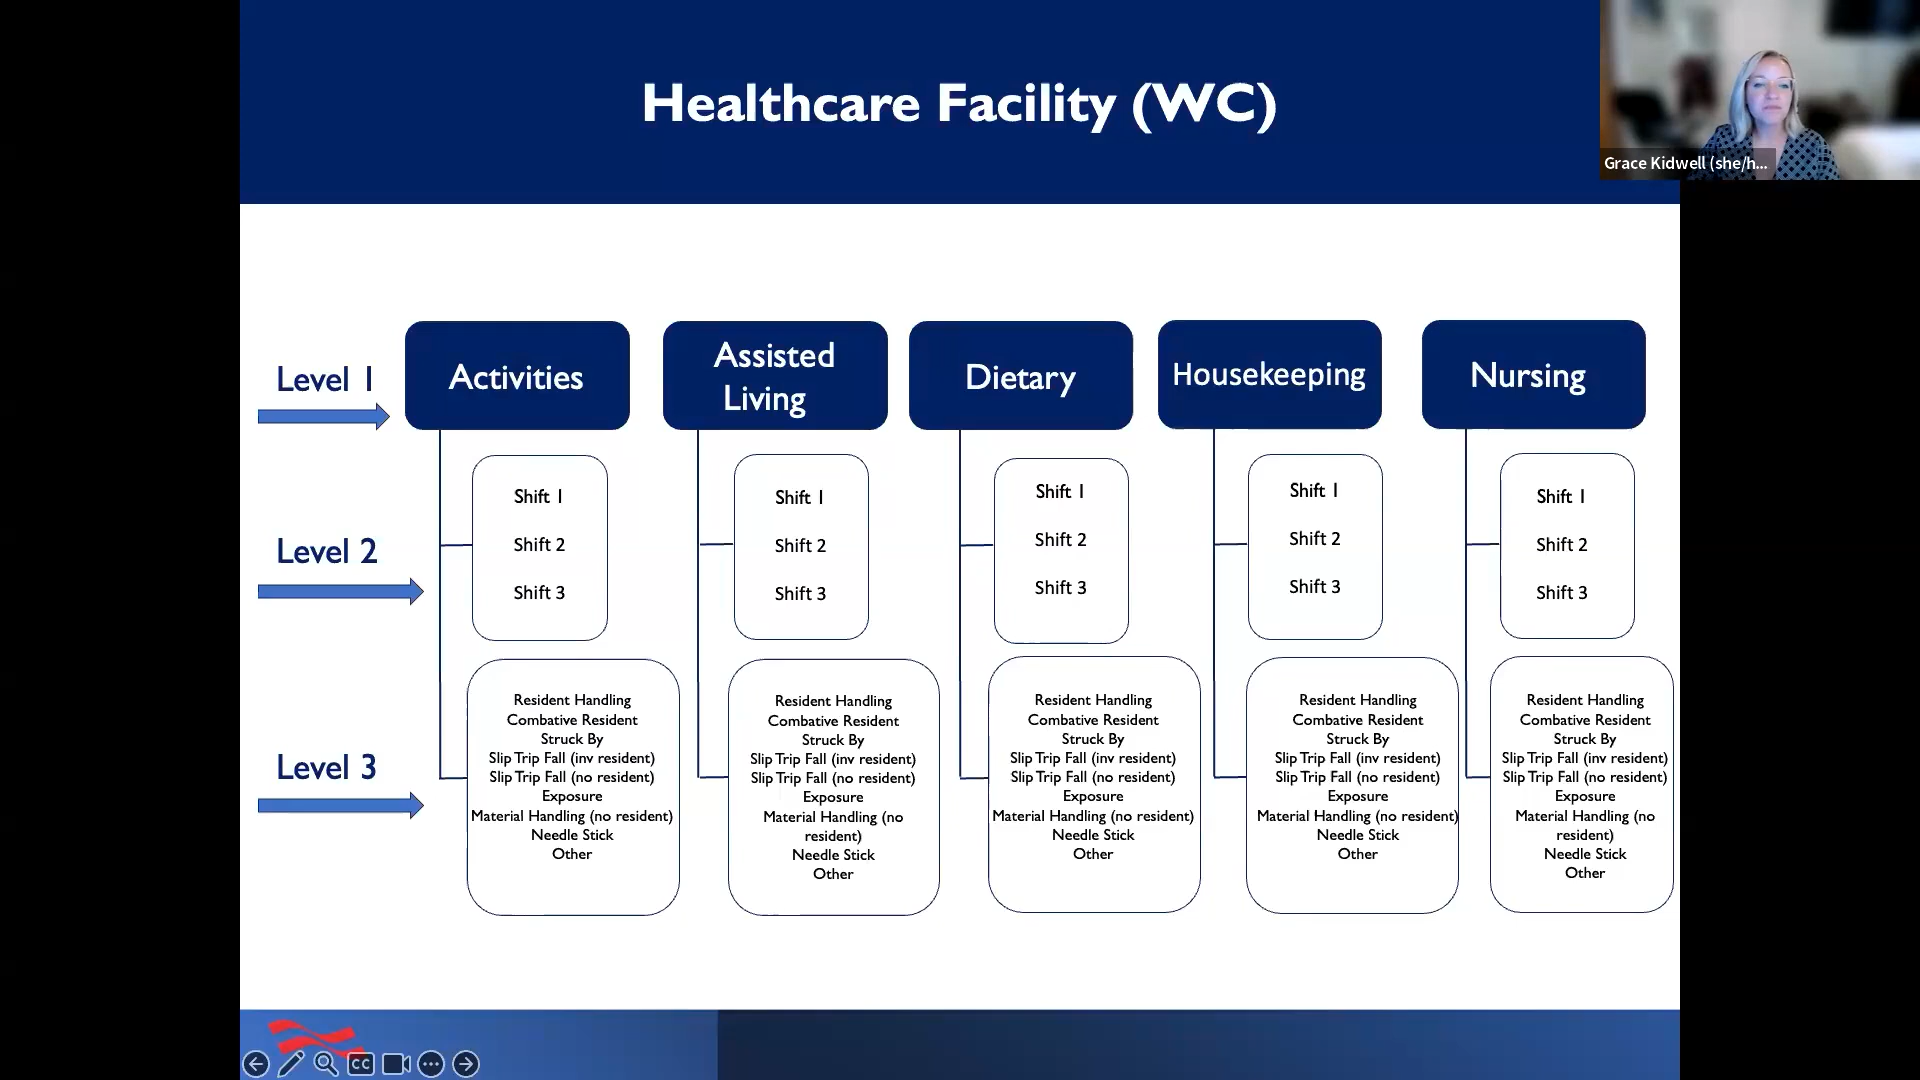 Healthcare Facility (WC)
Grace Kidwell (she/h...
Level 1
Activities
Assisted
Living
Dietary
Housekeeping
Nursing
Level 2
Shift 1
Shift 2
Shift 3
Shift 1
Shift 2
Shift 3
Shift 1
Shift 2
Shift 3
Shift 1
Shift 2
Shift 3
Shift 1
Shift 2
Shift 3
Level 3
Resident Handling
Combative Resident
Struck By
Slip Trip Fall (inv resident)
Slip Trip Fall (no resident)
Exposure
Material Handling (no resident)
Needle Stick
Other
Resident Handling
Combative Resident
Struck By
Slip Trip Fall (inv resident)
Slip Trip Fall (no resident)
Exposure
Material Handling (no
resident)
Needle Stick
Other
Resident Handling
Combative Resident
Struck By
Slip Trip Fall (inv resident)
Slip Trip Fall (no resident)
Exposure
Material Handling (no resident)
Needle Stick
Other
Resident Handling
Combative Resident
Struck By
Slip Trip Fall (inv resident)
Slip Trip Fall (no resident)
Exposure
Material Handling (no resident)
Needle Stick
Other
Resident Handling
Combative Resident
Struck By
Slip Trip Fall (inv resident)
Slip Trip Fall (no resident)
Exposure
Material Handling (no
resident)
Needle Stick
Other
CC